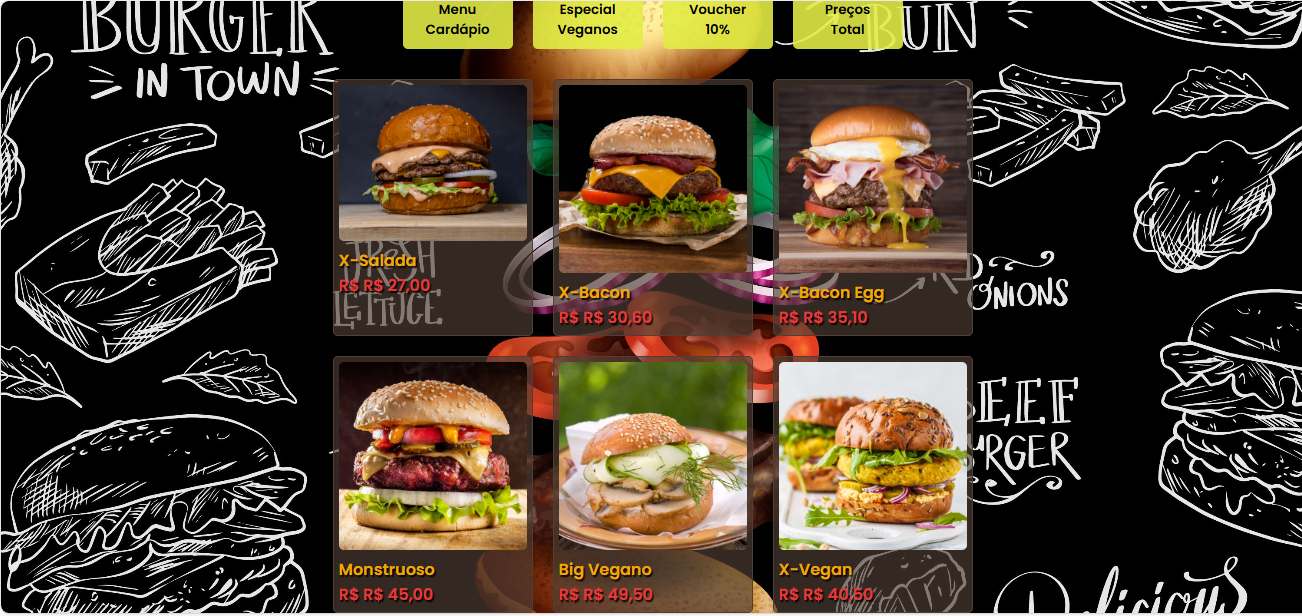 BURGER
IN TOWN
Menu
Cardápio
Especial
Veganos
Voucher
10%
Preços
Total
BUN
X-Salada
R$ R$ 27,00
FRESH
LETTUCE
X-Bacon
R$ R$ 30,60
X-Bacon Egg
R$ R$ 35,10
ONIONS
BEEF
BURGER
Monstruoso
R$ R$ 45,00
Big Vegano
R$ R$ 49,50
X-Vegan
R$ R$ 40,50